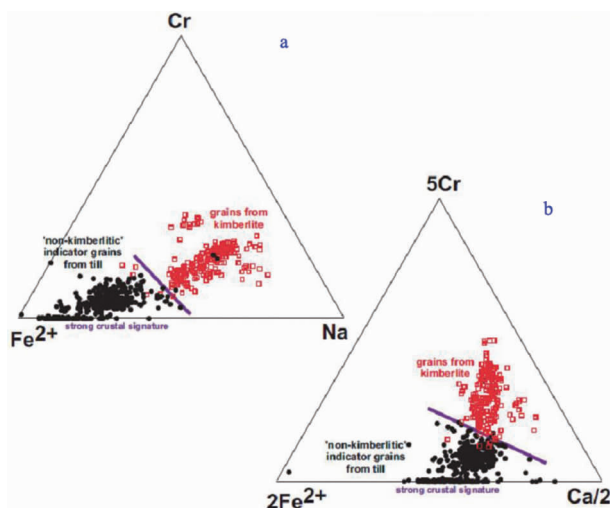 Cr
a
grains from
kimberlite
'non-kimberlitic'
indicator grains
from till
Fe2+
strong crustal signature
Na
5Cr
b
grains from
kimberlite
'non-kimberlitic'
indicator grains
from till
2Fe2+
strong crustal signature
Ca/2